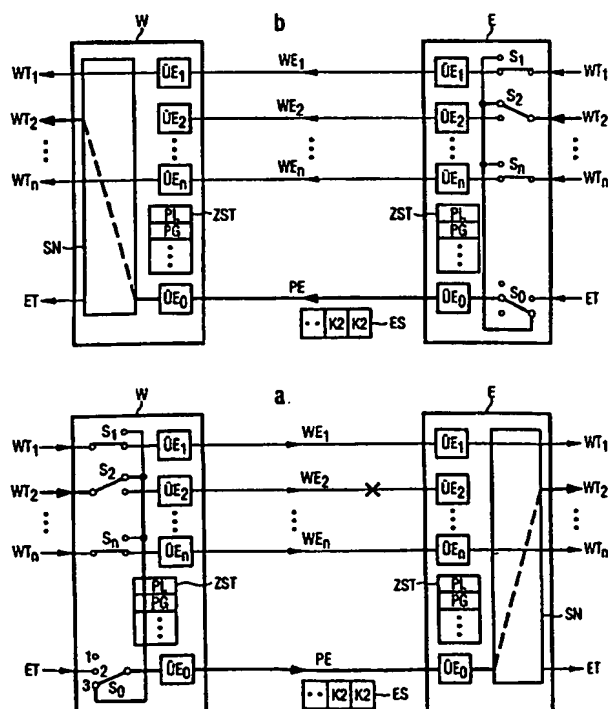 b
W
E
WT1
ÜE1
WE1
ÜE1
S1
WT1
WT2
ÜE2
WE2
ÜE2
S2
WT2
WTn
ÜEn
WEn
ÜEn
Sn
WTn
PL
PG
ZST
ZST
PL
PG
SN
ET
ÜE0
PE
ÜE0
S0
ET
K2 K2
ES
a.
W
E
WT1
S1
ÜE1
WE1
ÜE1
WT1
WT2
S2
ÜE2
WE2
ÜE2
WT2
WTn
Sn
ÜEn
WEn
ÜEn
WTn
PL
PG
ZST
ZST
PL
PG
SN
ET
1
2
3
S0
ÜE0
PE
ÜE0
ET
K2 K2
ES